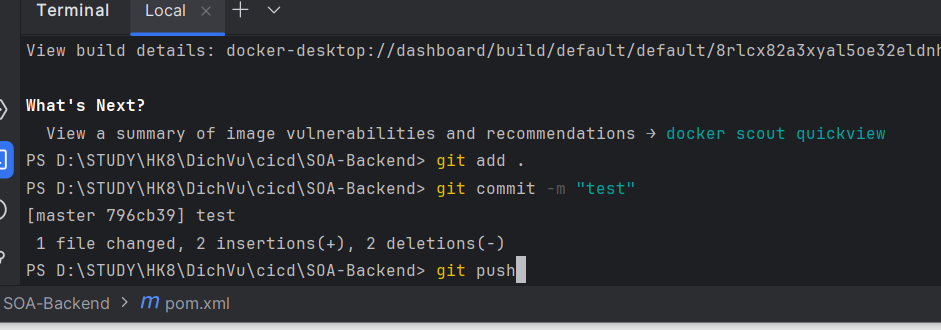 Terminal Local × +
View build details: docker-desktop://dashboard/build/default/default/8rlcx82a3xyal5oe32eldnh
What's Next?
View a summary of image vulnerabilities and recommendations → docker scout quickview
PS D:\STUDY\HK8\DichVu\cicd\SOA-Backend> git add .
PS D:\STUDY\HK8\DichVu\cicd\SOA-Backend> git commit -m "test"
[master 796cb39] test
1 file changed, 2 insertions(+), 2 deletions(-)
PS D:\STUDY\HK8\DichVu\cicd\SOA-Backend> git push
SOA-Backend > m pom.xml